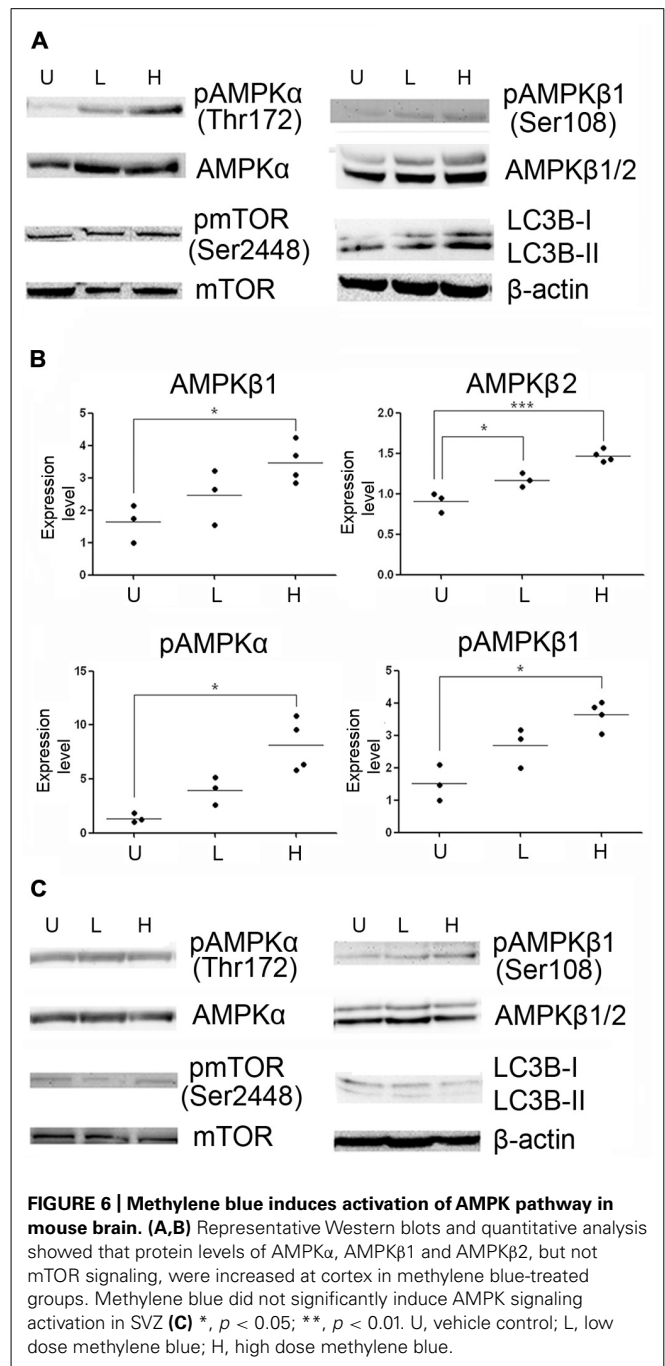 A
U L H
pAMPKα
(Thr172)
AMPKα
pmTOR
(Ser2448)
mTOR
U L H
pAMPKβ1
(Ser108)
AMPKβ1/2
LC3B-I
LC3B-II
β-actin
B
AMPKβ1
*
Expression
level
5
4
3
2
1
0
U L H
AMPKβ2
***
*
Expression
level
2.0
1.5
1.0
0.5
0.0
U L H
pAMPKα
*
Expression
level
15
10
5
0
U L H
pAMPKβ1
*
Expression
level
5
4
3
2
1
0
U L H
C
U L H
pAMPKα
(Thr172)
AMPKα
pmTOR
(Ser2448)
mTOR
U L H
pAMPKβ1
(Ser108)
AMPKβ1/2
LC3B-I
LC3B-II
β-actin
FIGURE 6 | Methylene blue induces activation of AMPK pathway in
mouse brain. (A,B) Representative Western blots and quantitative analysis
showed that protein levels of AMPKα, AMPKβ1 and AMPKβ2, but not
mTOR signaling, were increased at cortex in methylene blue-treated
groups. Methylene blue did not significantly induce AMPK signaling
activation in SVZ (C) *, p < 0.05; **, p < 0.01. U, vehicle control; L, low
dose methylene blue; H, high dose methylene blue.